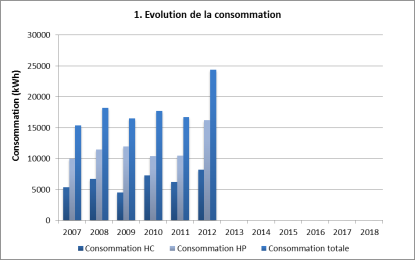 1. Evolution de la consommation
Consommation (kWh)
30000
25000
20000
15000
10000
5000
0
2007 2008 2009 2010 2011 2012 2013 2014 2015 2016 2017 2018
Consommation HC Consommation HP Consommation totale